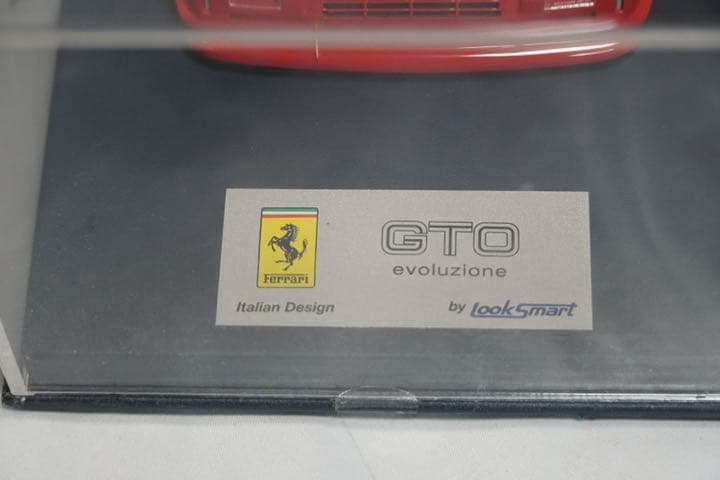 Ferrari
Italian Design
GTO
evoluzione
by LookSmart